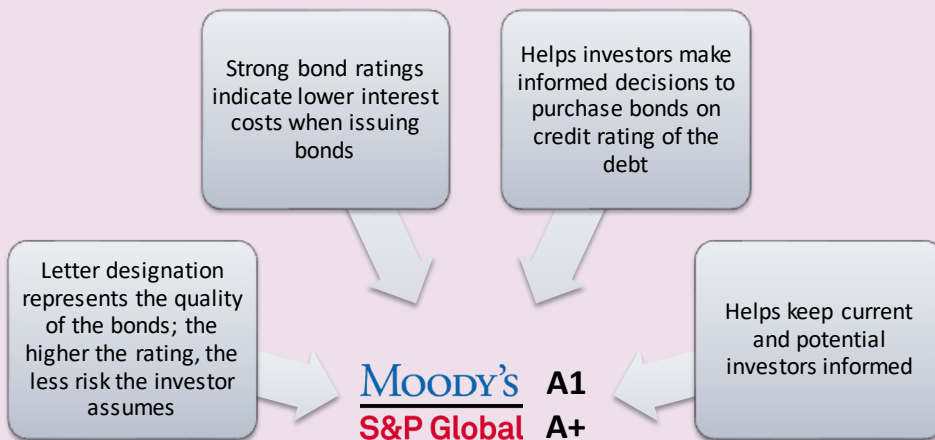 Strong bond ratings
indicate lower interest
costs when issuing
bonds
Helps investors make
informed decisions to
purchase bonds on
credit rating of the
debt
Letter designation
represents the quality
of the bonds; the
higher the rating, the
less risk the investor
assumes
Helps keep current
and potential
investors informed
MOODY'S A1
S&P Global A+